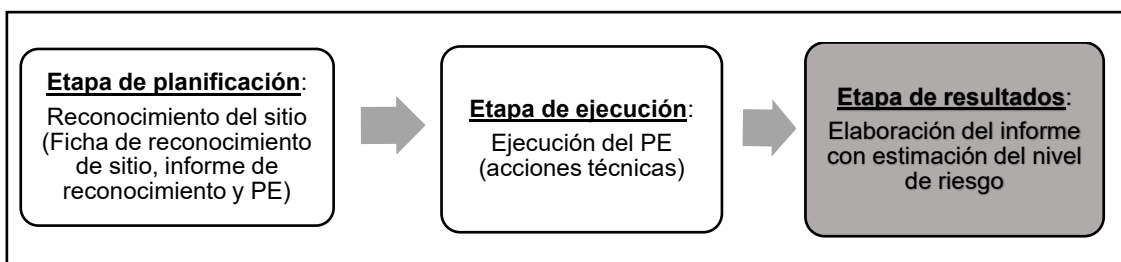 Etapa de planificación:
Reconocimiento del sitio
(Ficha de reconocimiento
de sitio, informe de
reconocimiento y PE)
Etapa de ejecución:
Ejecución del PE
(acciones técnicas)
Etapa de resultados:
Elaboración del informe
con estimación del nivel
de riesgo